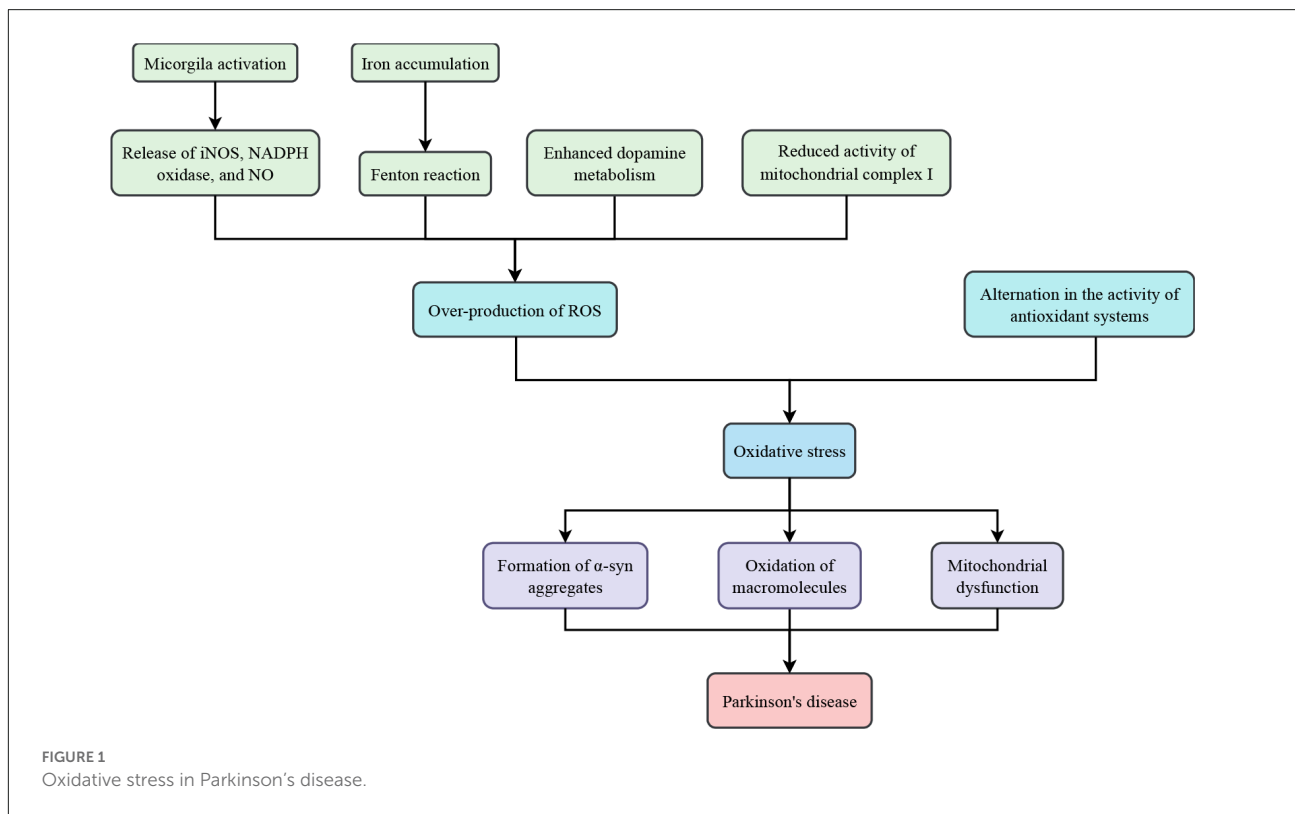 Micorgila activation
Iron accumulation
Release of iNOS, NADPH
oxidase, and NO
Fenton reaction
Enhanced dopamine
metabolism
Reduced activity of
mitochondrial complex I
Over-production of ROS
Alternation in the activity of
antioxidant systems
Oxidative stress
Formation of α-syn
aggregates
Oxidation of
macromolecules
Mitochondrial
dysfunction
Parkinson's disease
FIGURE 1
Oxidative stress in Parkinson's disease.